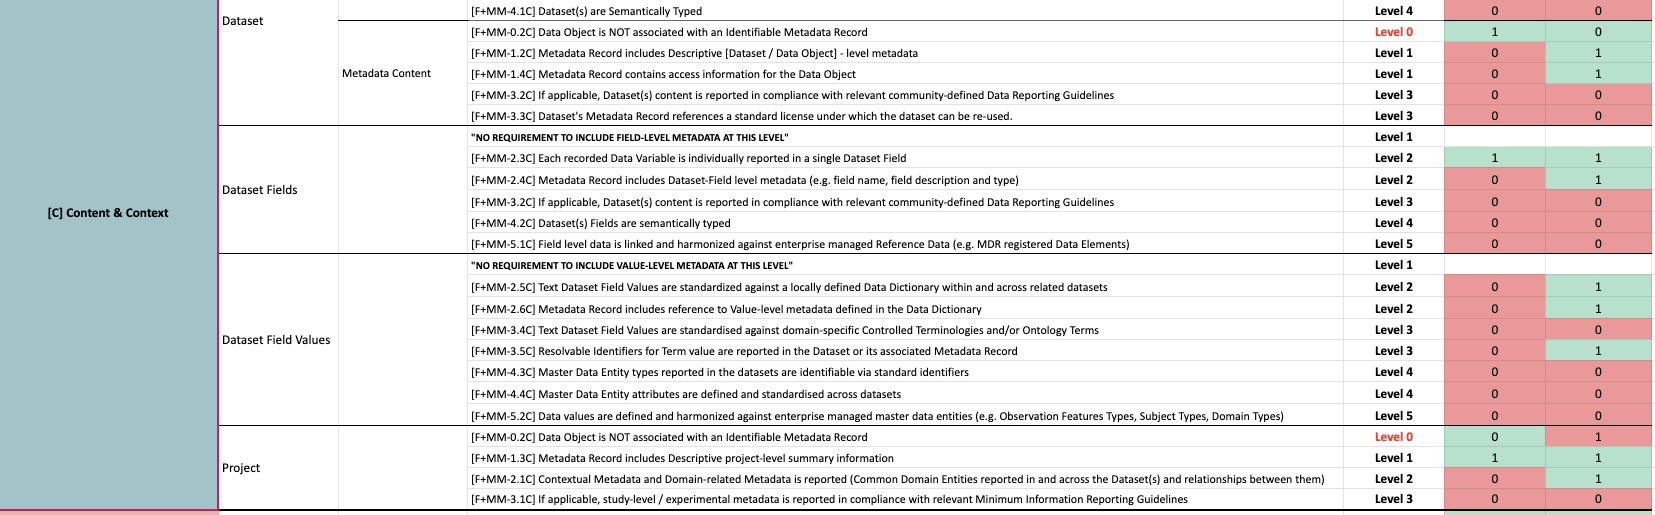 [F+MM-4.1C] Dataset(s) are Semantically Typed Level 4 0 0
Dataset
[F+MM-0.2C] Data Object is NOT associated with an Identifiable Metadata Record Level 0 1 0
[F+MM-1.2C] Metadata Record includes Descriptive [Dataset / Data Object] - level metadata Level 1 0 1
Metadata Content [F+MM-1.4C] Metadata Record contains access information for the Data Object Level 1 0 1
[F+MM-3.2C] If applicable, Dataset(s) content is reported in compliance with relevant community-defined Data Reporting Guidelines Level 3 0 0
[F+MM-3.3C] Dataset's Metadata Record references a standard license under which the dataset can be re-used. Level 3 0 0
"NO REQUIREMENT TO INCLUDE FIELD-LEVEL METADATA AT THIS LEVEL" Level 1
[F+MM-2.3C] Each recorded Data Variable is individually reported in a single Dataset Field Level 2 1 1
[F+MM-2.4C] Metadata Record includes Dataset-Field level metadata (e.g. field name, field description and type) Level 2 0 1
Dataset Fields
[F+MM-3.2C] If applicable, Dataset(s) content is reported in compliance with relevant community-defined Data Reporting Guidelines Level 3 0 0
[C] Content & Context
[F+MM-4.2C] Dataset(s) Fields are semantically typed Level 4 0 0
[F+MM-5.1C] Field level data is linked and harmonized against enterprise managed Reference Data (e.g. MDR registered Data Elements) Level 5 0 0
"NO REQUIREMENT TO INCLUDE VALUE-LEVEL METADATA AT THIS LEVEL" Level 1
[F+MM-2.5C] Text Dataset Field Values are standardized against a locally defined Data Dictionary within and across related datasets Level 2 0 1
[F+MM-2.6C] Metadata Record includes reference to Value-level metadata defined in the Data Dictionary Level 2 0 1
[F+MM-3.4C] Text Dataset Field Values are standardised against domain-specific Controlled Terminologies and/or Ontology Terms Level 3 0 0
Dataset Field Values
[F+MM-3.5C] Resolvable Identifiers for Term value are reported in the Dataset or its associated Metadata Record Level 3 0 1
[F+MM-4.3C] Master Data Entity types reported in the datasets are identifiable via standard identifiers Level 4 0 0
[F+MM-4.4C] Master Data Entity attributes are defined and standardised across datasets Level 4 0 0
[F+MM-5.2C] Data values are defined and harmonized against enterprise managed master data entities (e.g. Observation Features Types, Subject Types, Domain Types) Level 5 0 0
[F+MM-0.2C] Data Object is NOT associated with an Identifiable Metadata Record Level 0 0 1
[F+MM-1.3C] Metadata Record includes Descriptive project-level summary information Level 1 1 1
Project
[F+MM-2.1C] Contextual Metadata and Domain-related Metadata is reported (Common Domain Entities reported in and across the Dataset(s) and relationships between them) Level 2 0 1
[F+MM-3.1C] If applicable, study-level / experimental metadata is reported in compliance with relevant Minimum Information Reporting Guidelines Level 3 0 0